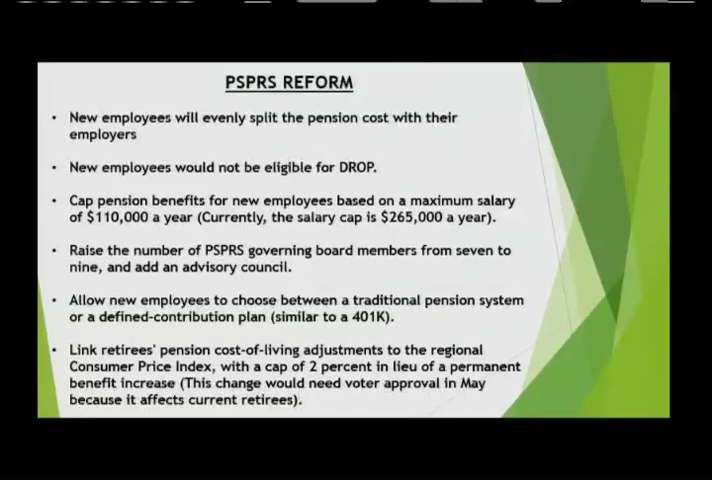 PSPRS REFORM
• New employees will evenly split the pension cost with their
employers
• New employees would not be eligible for DROP.
• Cap pension benefits for new employees based on a maximum salary
of $110,000 a year (Currently, the salary cap is $265,000 a year).
• Raise the number of PSPRS governing board members from seven to
nine, and add an advisory council.
• Allow new employees to choose between a traditional pension system
or a defined-contribution plan (similar to a 401K).
• Link retirees' pension cost-of-living adjustments to the regional
Consumer Price Index, with a cap of 2 percent in lieu of a permanent
benefit increase (This change would need voter approval in May
because it affects current retirees).